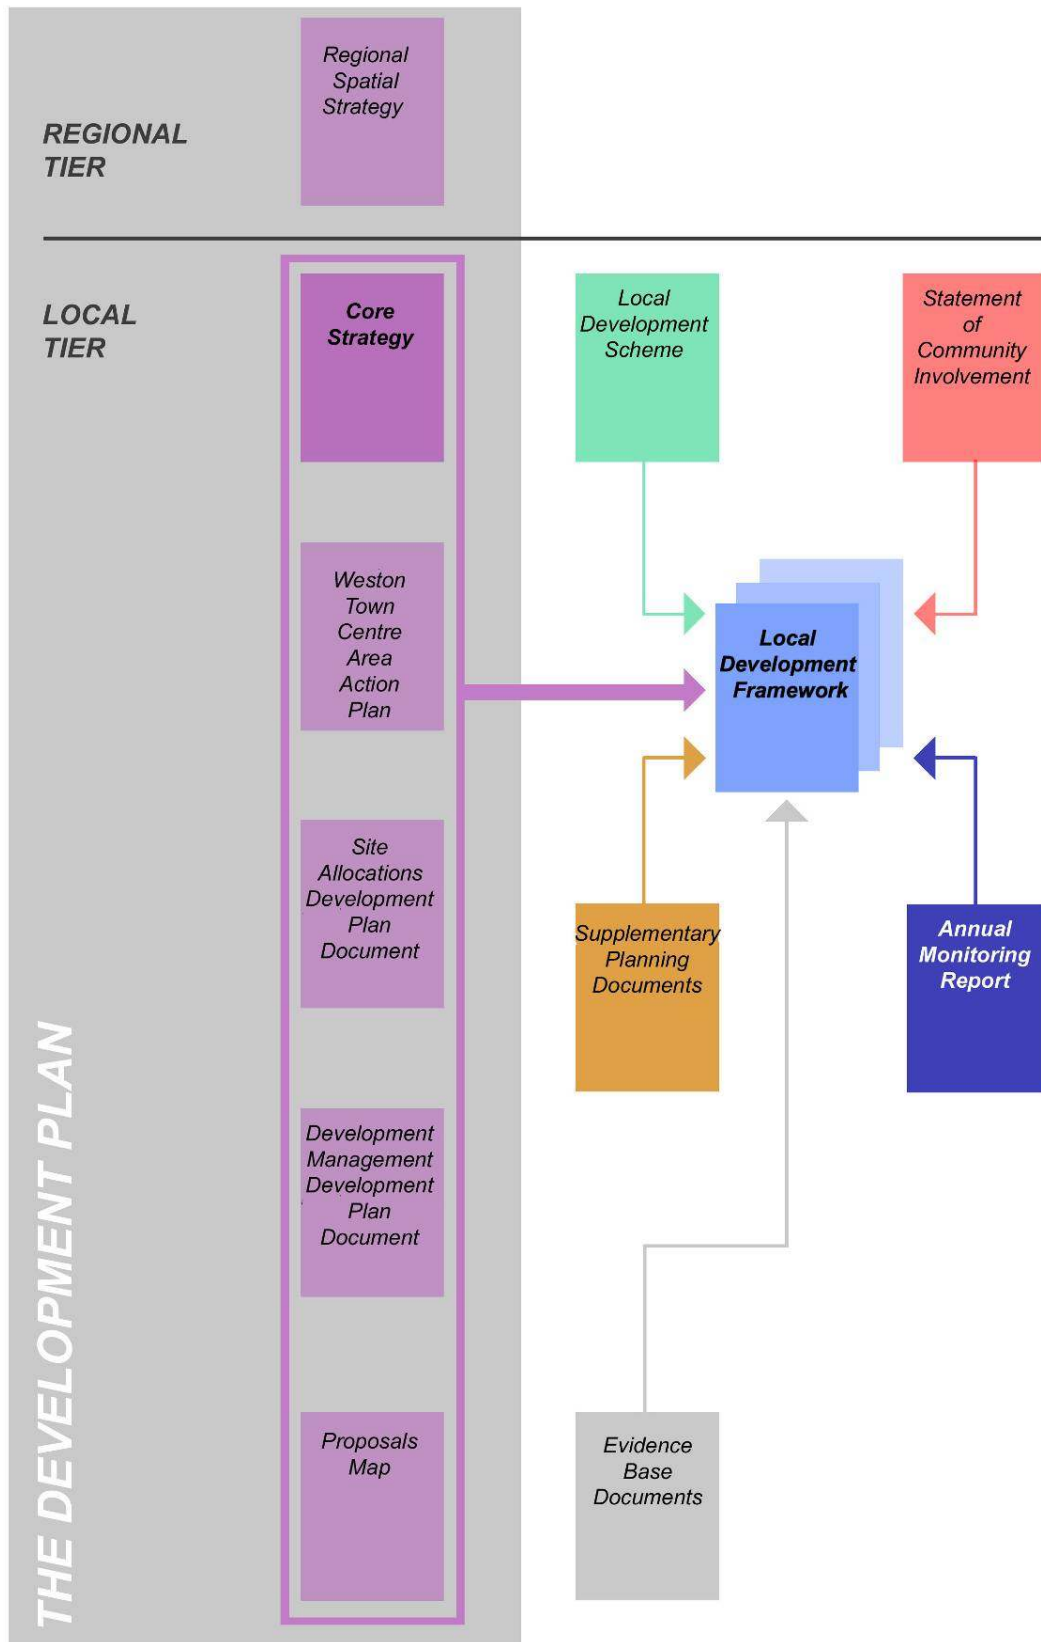 REGIONAL
TIER
Regional
Spatial
Strategy
LOCAL
TIER
Core
Strategy
Local
Development
Scheme
Statement
of
Community
Involvement
Weston
Town
Centre
Area
Action
Plan
Local
Development
Framework
Site
Allocations
Development
Plan
Document
Supplementary
Planning
Documents
Annual
Monitoring
Report
Development
Management
Development
Plan
Document
Proposals
Map
Evidence
Base
Documents
THE DEVELOPMENT PLAN